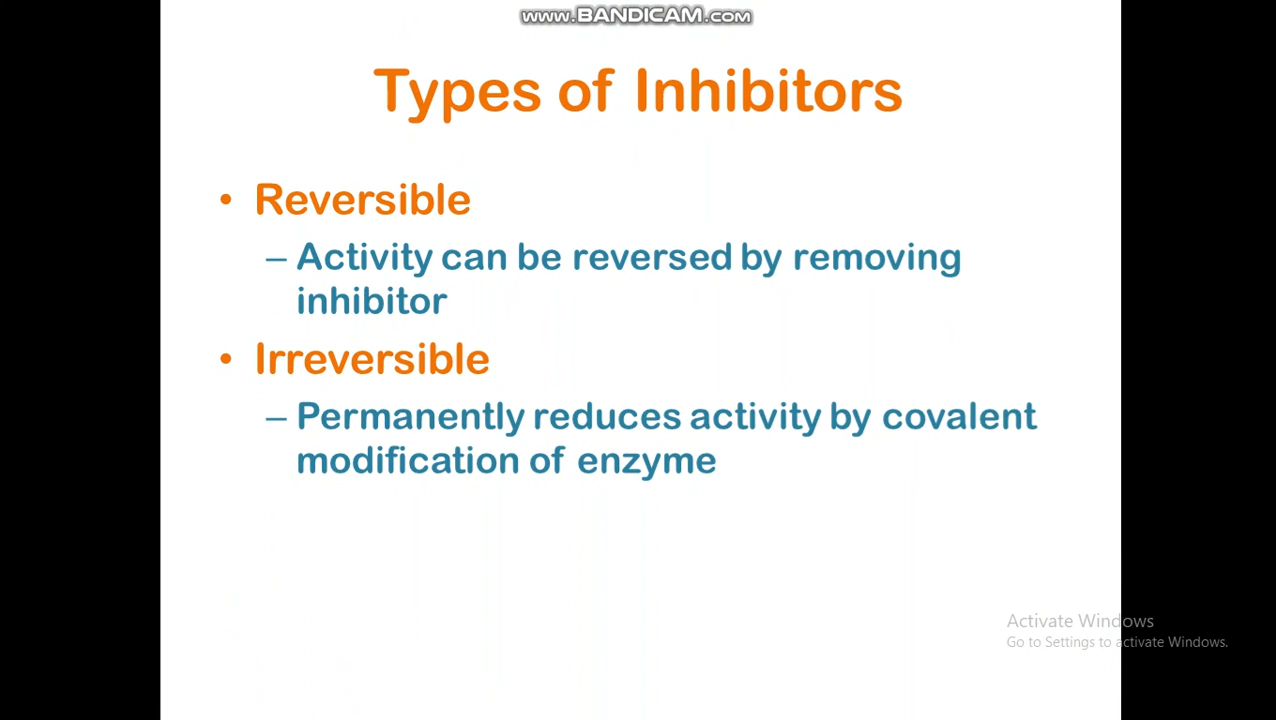 www.BANDICAM.com
Types of Inhibitors
• Reversible
– Activity can be reversed by removing
inhibitor
• Irreversible
– Permanently reduces activity by covalent
modification of enzyme
Activate Windows
Go to Settings to activate Windows.